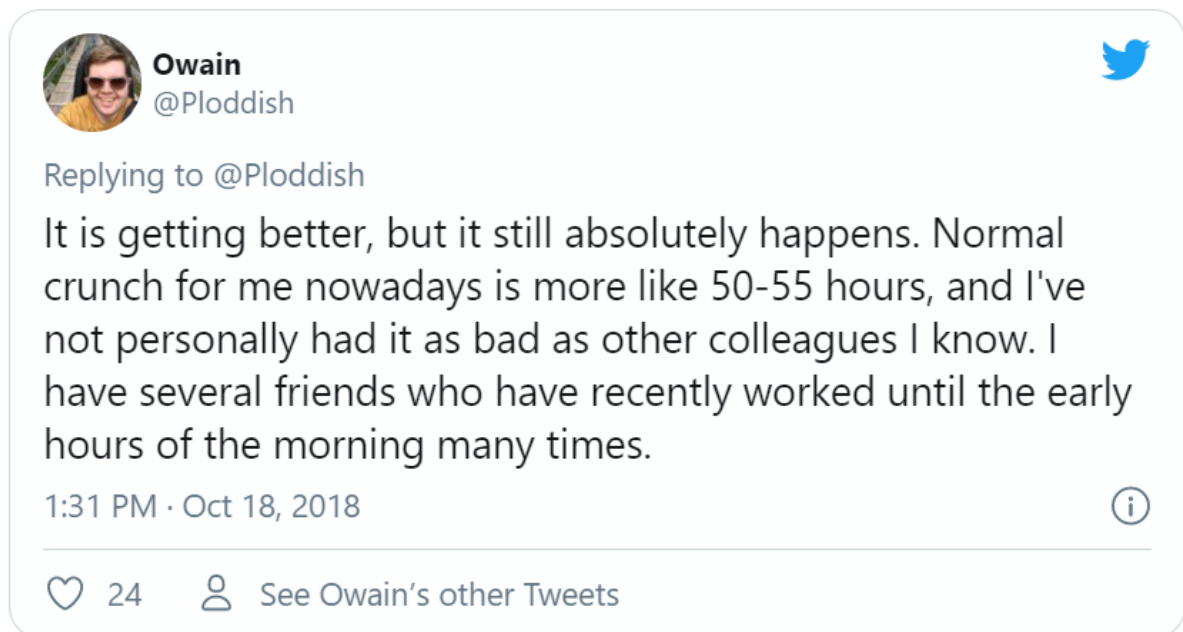 Owain
@Ploddish
Replying to @Ploddish
It is getting better, but it still absolutely happens. Normal
crunch for me nowadays is more like 50-55 hours, and I've
not personally had it as bad as other colleagues I know. I
have several friends who have recently worked until the early
hours of the morning many times.
1:31 PM · Oct 18, 2018
24 See Owain’s other Tweets